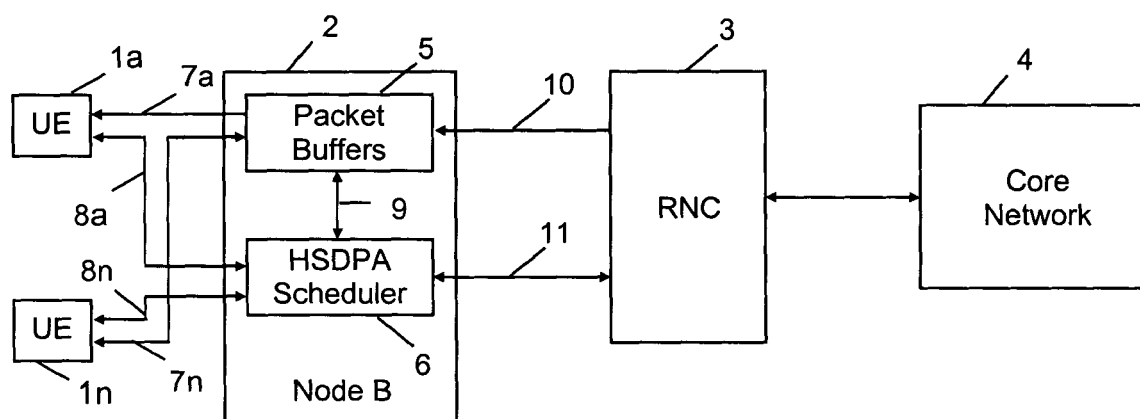 2
3
1a
7a
5
4
10
UE
Packet
Buffers
Core
Network
RNC
8a
9
11
8n
HSDPA
Scheduler
UE
6
1n
7n
Node B